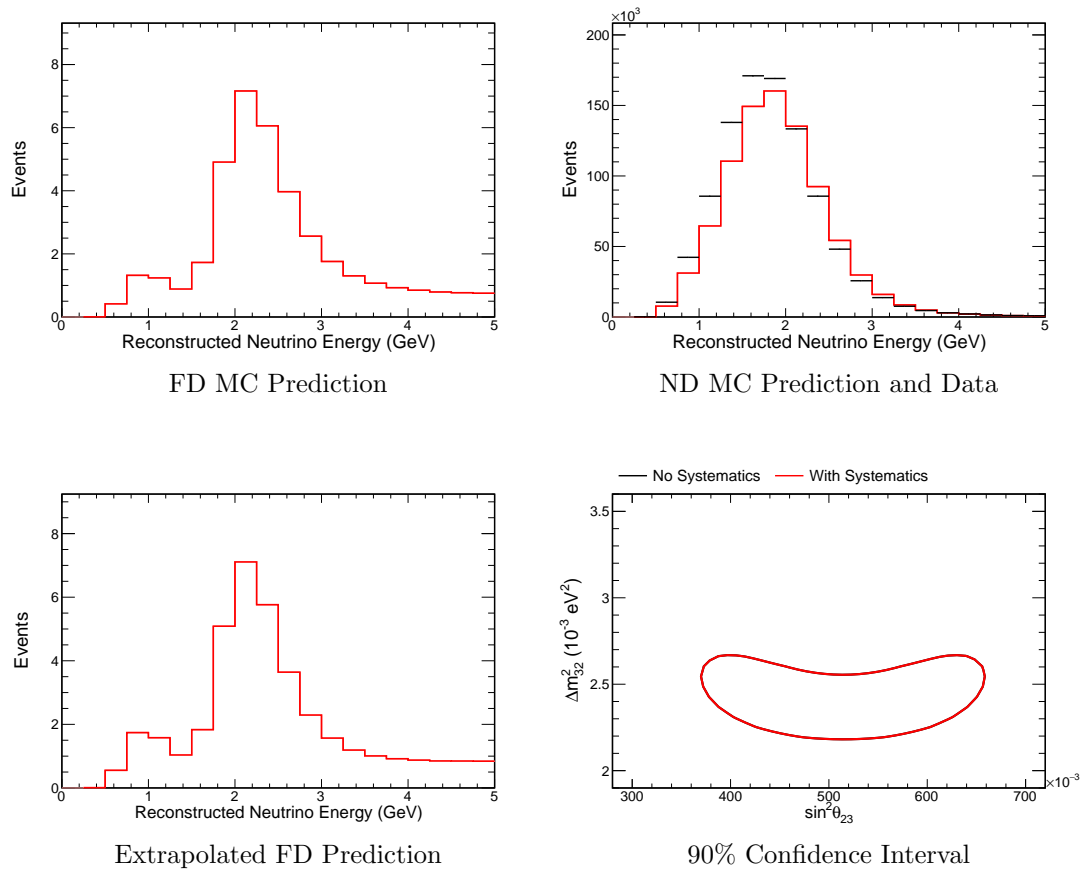 Events
8
6
4
2
0
0 1 2 3 4 5
Reconstructed Neutrino Energy (GeV)
FD MC Prediction
×10³
Events
200
150
100
50
0
0 1 2 3 4 5
Reconstructed Neutrino Energy (GeV)
ND MC Prediction and Data
Events
8
6
4
2
0
0 1 2 3 4 5
Reconstructed Neutrino Energy (GeV)
Extrapolated FD Prediction
No Systematics With Systematics
Δm²₃₂ (10⁻³ eV²)
3.5
3
2.5
2
300 400 500 600 700
×10⁻³
sin²θ₂₃
90% Confidence Interval